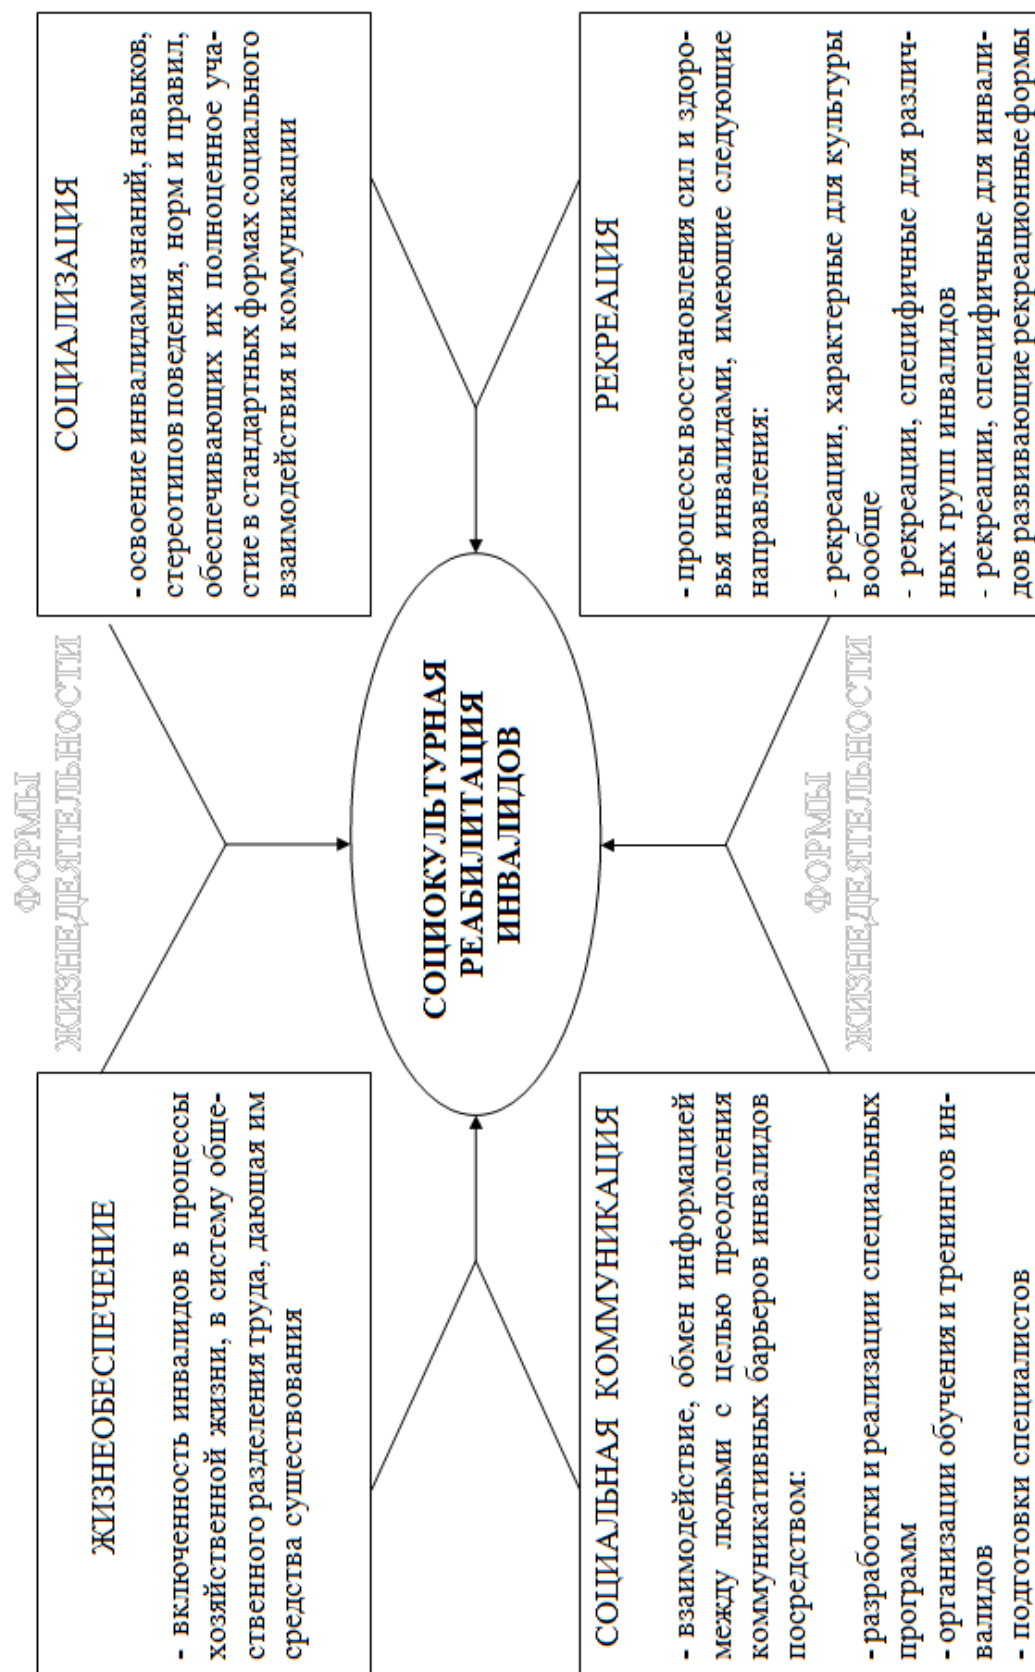 ФОРМЫ
ЖИЗНЕДЕЯТЕЛЬНОСТИ
ЖИЗНЕОБЕСПЕЧЕНИЕ
- включенность инвалидов в процессы
хозяйственной жизни, в систему обще-
ственного разделения труда, дающая им
средства существования
СОЦИАЛИЗАЦИЯ
- освоение инвалидами знаний, навыков,
стереотипов поведения, норм и правил,
обеспечивающих их полноценное уча-
стие в стандартных формах социального
взаимодействия и коммуникации
СОЦИОКУЛЬТУРНАЯ
РЕАБИЛИТАЦИЯ
ИНВАЛИДОВ
СОЦИАЛЬНАЯ КОММУНИКАЦИЯ
- взаимодействие, обмен информацией
между людьми с целью преодоления
коммуникативных барьеров инвалидов
посредством:
- разработки и реализации специальных
программ
- организации обучения и тренингов ин-
валидов
- подготовки специалистов
РЕКРЕАЦИЯ
- процессы восстановления сил и здоро-
вья инвалидами, имеющие следующие
направления:
- рекреации, характерные для культуры
вообще
- рекреации, специфичные для различ-
ных групп инвалидов
- рекреации, специфичные для инвали-
дов развивающие рекреационные формы
ФОРМЫ
ЖИЗНЕДЕЯТЕЛЬНОСТИ